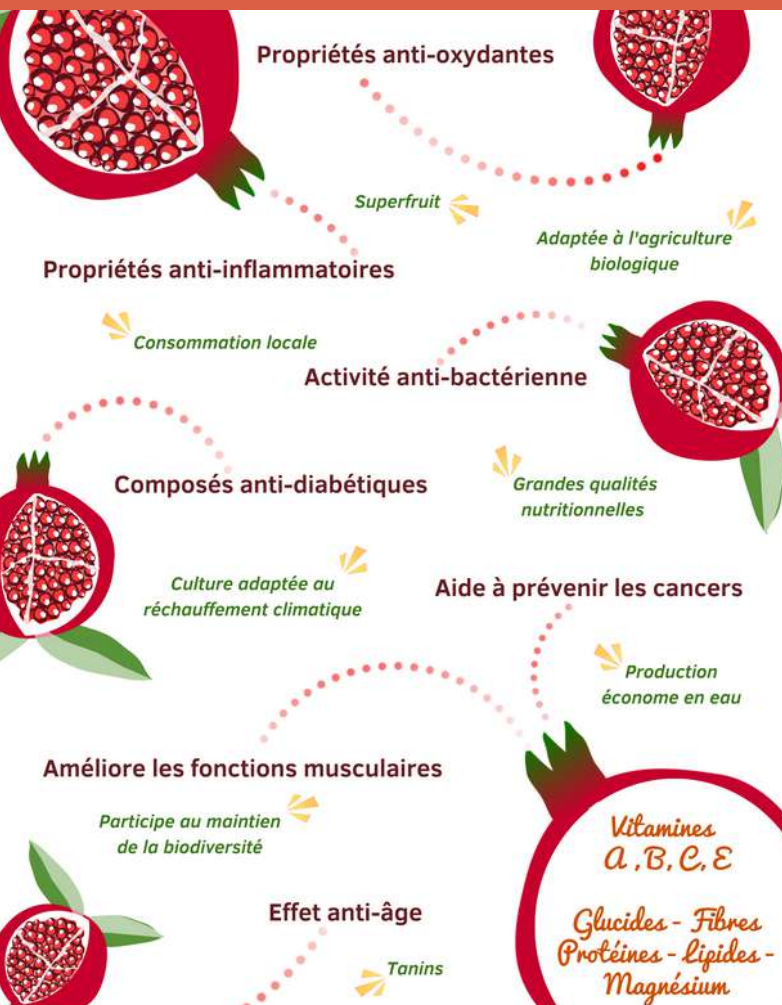 Propriétés anti-oxydantes
Superfruit
Adaptée à l'agriculture
biologique
Propriétés anti-inflammatoires
Consommation locale
Activité anti-bactérienne
Composés anti-diabétiques
Grandes qualités
nutritionnelles
Culture adaptée au
réchauffement climatique
Aide à prévenir les cancers
Production
économe en eau
Améliore les fonctions musculaires
Participe au maintien
de la biodiversité
Vitamines
A ,B, C, E
Effet anti-âge
Glucides - Fibres
Protéines - Lipides -
Magnésium
Tanins